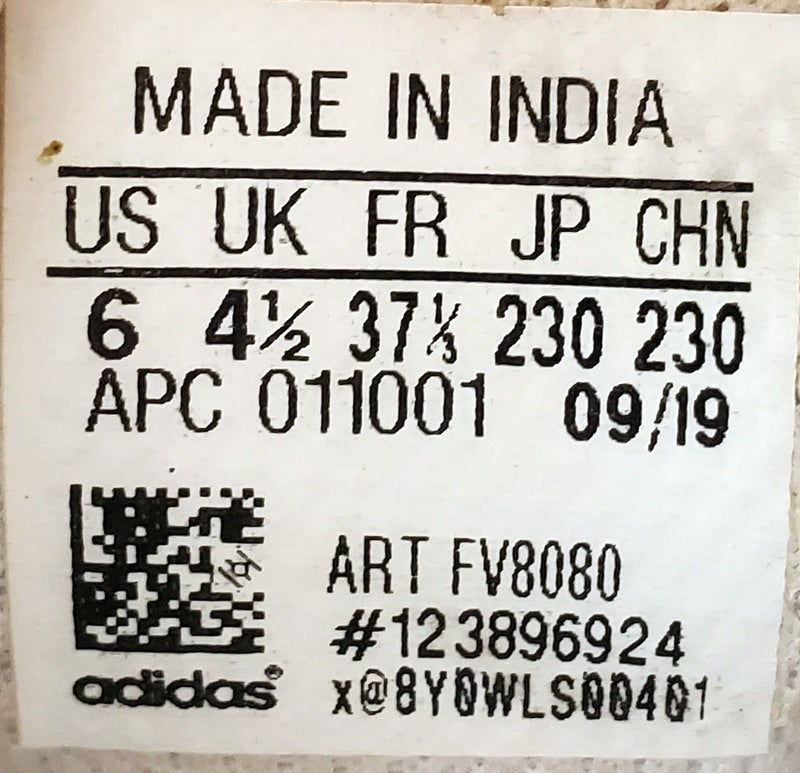 MADE IN INDIA
US UK FR JP CHN
6 4½ 37⅓ 230 230
APC 011001 09/19
ART FV8080
#123896924
adidas®
x@8Y0WLS00401